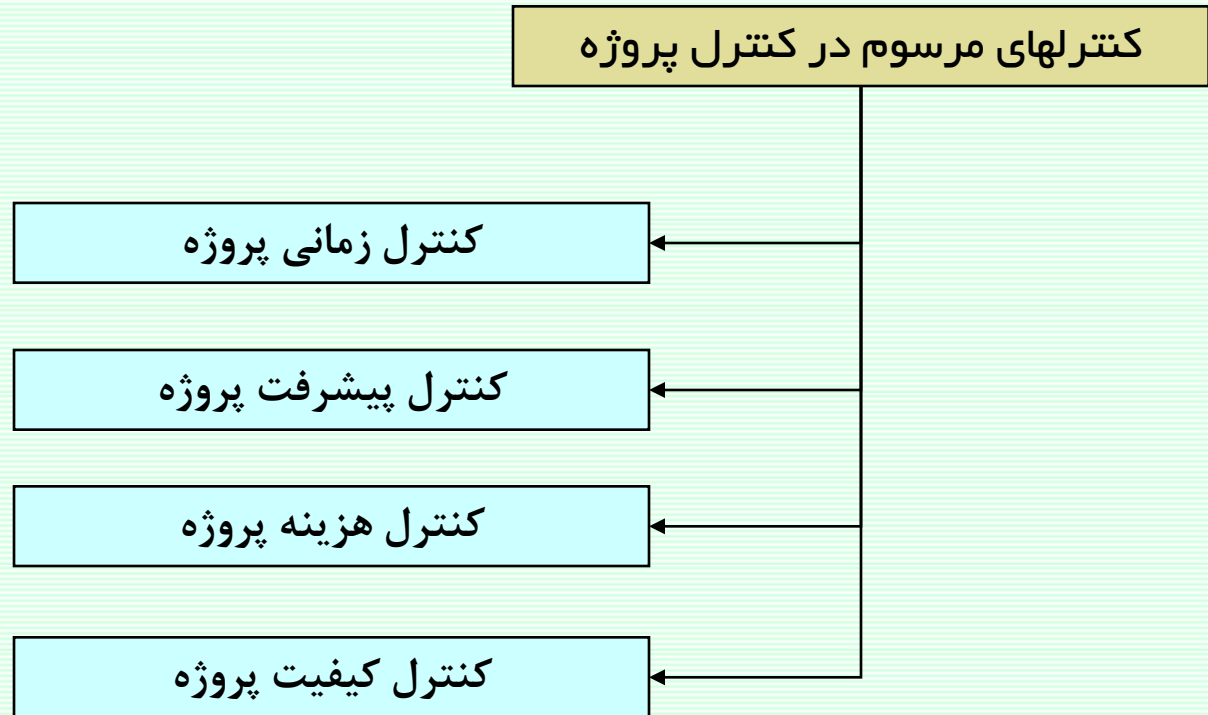 کنترلهای مرسوم در کنترل پروژه
کنترل زمانی پروژه
کنترل پیشرفت پروژه
کنترل هزینه پروژه
کنترل کیفیت پروژه